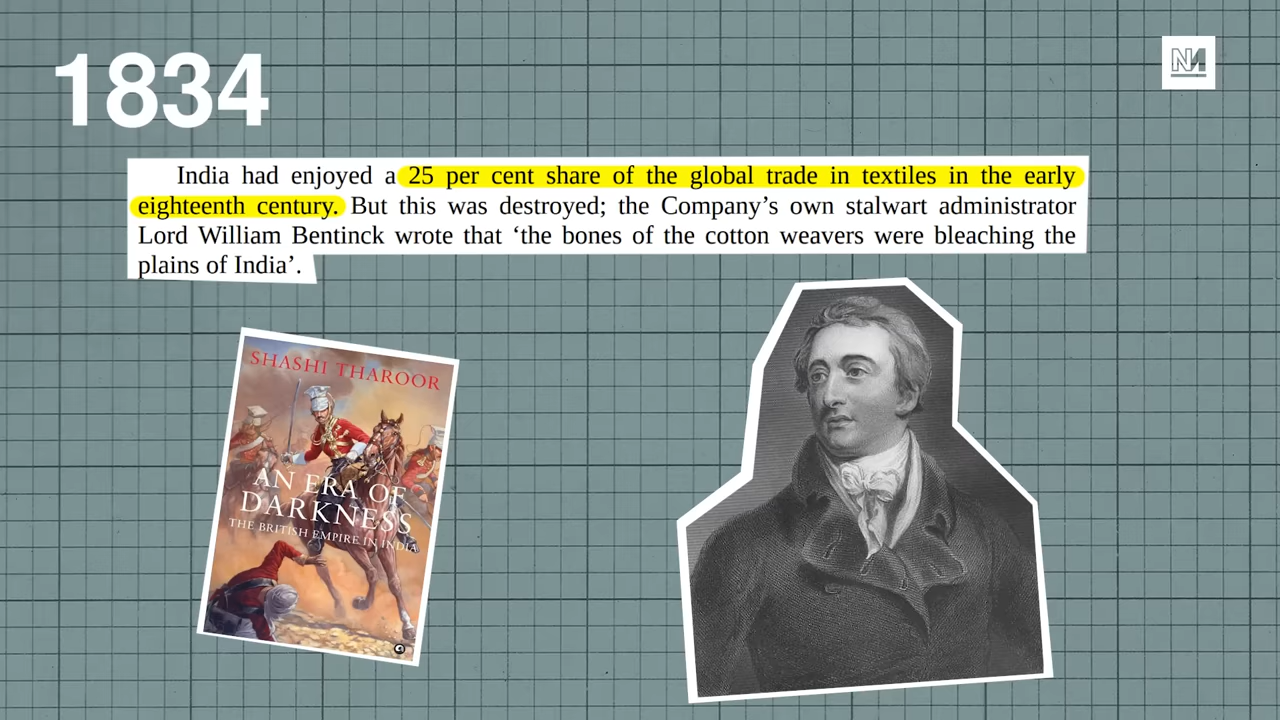 1834
NM
India had enjoyed a 25 per cent share of the global trade in textiles in the early
eighteenth century. But this was destroyed; the Company’s own stalwart administrator
Lord William Bentinck wrote that ‘the bones of the cotton weavers were bleaching the
plains of India’.
SHASHI THAROOR
AN ERA OF
DARKNESS
THE BRITISH EMPIRE IN INDIA